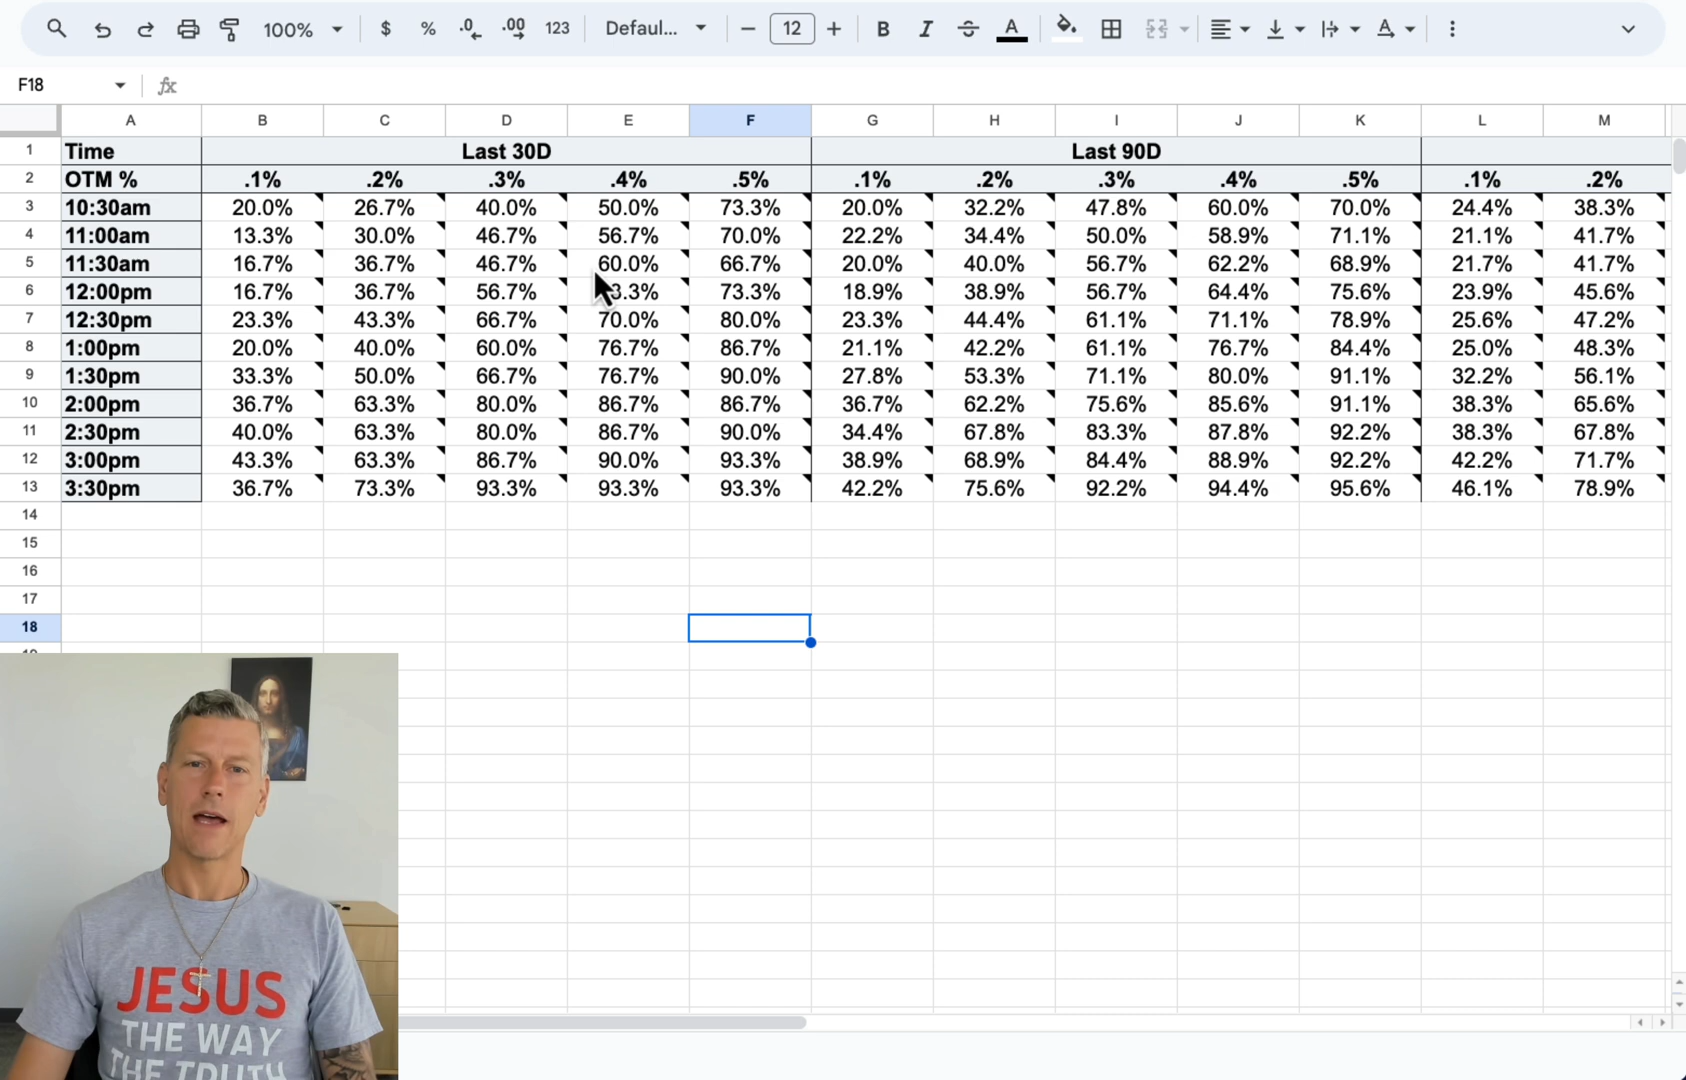 100% $ % .0 .00 123 Defaul... 12 B I A A
F18 fx
A B C D E F G H I J K L M
1 Time Last 30D Last 90D
2 OTM % .1% .2% .3% .4% .5% .1% .2% .3% .4% .5% .1% .2%
3 10:30am 20.0% 26.7% 40.0% 50.0% 73.3% 20.0% 32.2% 47.8% 60.0% 70.0% 24.4% 38.3%
4 11:00am 13.3% 30.0% 46.7% 56.7% 70.0% 22.2% 34.4% 50.0% 58.9% 71.1% 21.1% 41.7%
5 11:30am 16.7% 36.7% 46.7% 60.0% 66.7% 20.0% 40.0% 56.7% 62.2% 68.9% 21.7% 41.7%
6 12:00pm 16.7% 36.7% 56.7% 73.3% 18.9% 38.9% 56.7% 64.4% 75.6% 23.9% 45.6%
7 12:30pm 23.3% 43.3% 66.7% 70.0% 80.0% 23.3% 44.4% 61.1% 71.1% 78.9% 25.6% 47.2%
8 1:00pm 20.0% 40.0% 60.0% 76.7% 86.7% 21.1% 42.2% 61.1% 76.7% 84.4% 25.0% 48.3%
9 1:30pm 33.3% 50.0% 66.7% 76.7% 90.0% 27.8% 53.3% 71.1% 80.0% 91.1% 32.2% 56.1%
10 2:00pm 36.7% 63.3% 80.0% 86.7% 86.7% 36.7% 62.2% 75.6% 85.6% 91.1% 38.3% 65.6%
11 2:30pm 40.0% 63.3% 80.0% 86.7% 90.0% 34.4% 67.8% 83.3% 87.8% 92.2% 38.3% 67.8%
12 3:00pm 43.3% 63.3% 86.7% 90.0% 93.3% 38.9% 68.9% 84.4% 88.9% 92.2% 42.2% 71.7%
13 3:30pm 36.7% 73.3% 93.3% 93.3% 93.3% 42.2% 75.6% 92.2% 94.4% 95.6% 46.1% 78.9%
14
15
16
17
18
JESUS
THE WAY
THE TRUTH